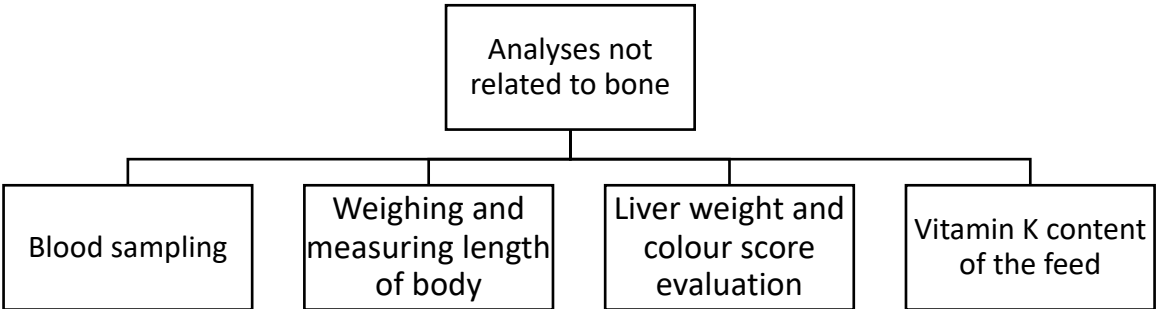 Analyses not
related to bone
Blood sampling
Weighing and
measuring length
of body
Liver weight and
colour score
evaluation
Vitamin K content
of the feed